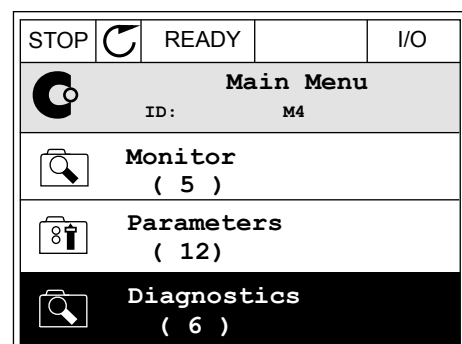 STOP READY I/O
Main Menu
ID: M4
Monitor
( 5 )
Parameters
( 12)
Diagnostics
( 6 )